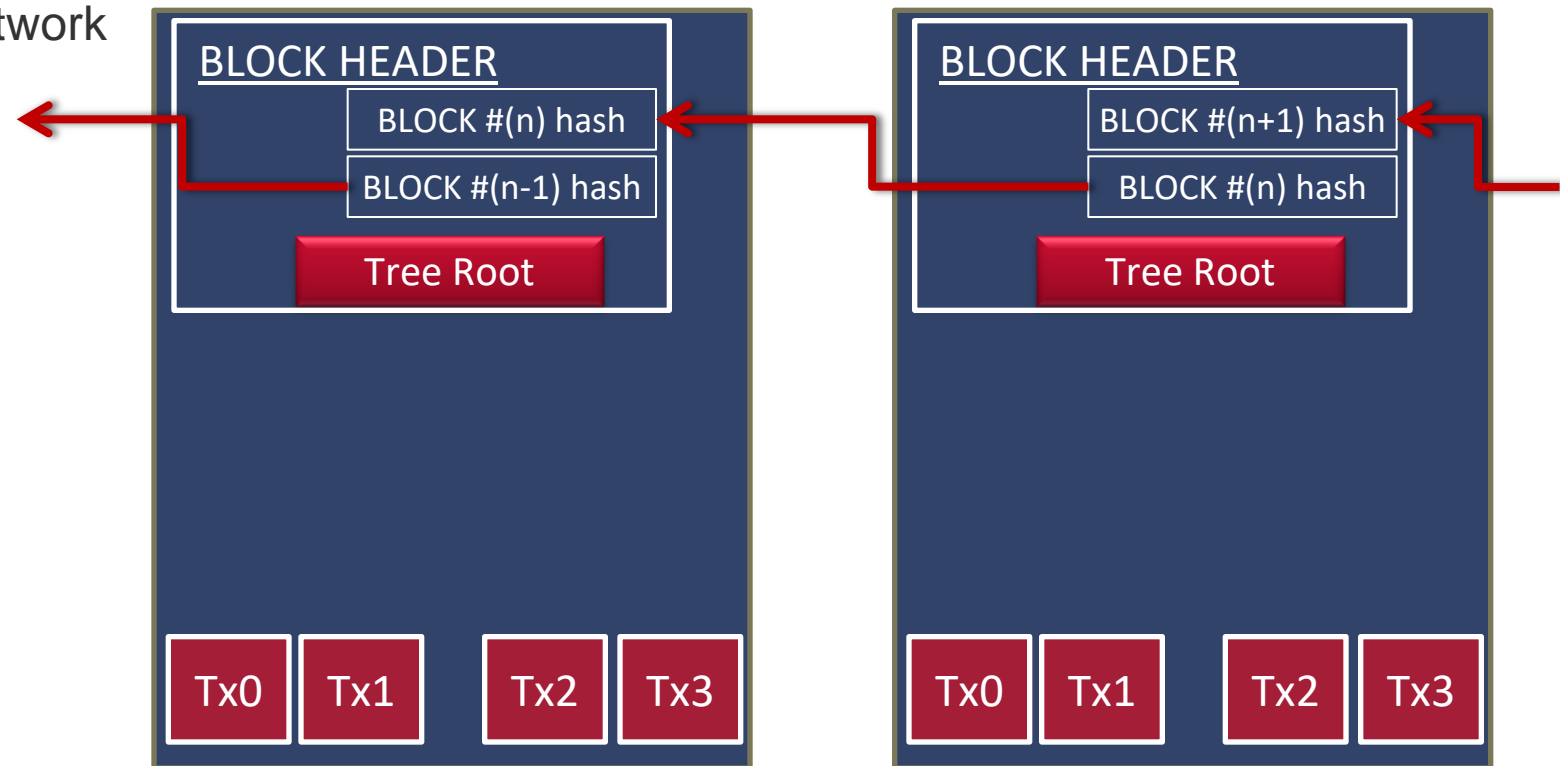 BLOCK HEADER
BLOCK #(n) hash
BLOCK #(n-1) hash
Tree Root
Tx0 Tx1 Tx2 Tx3
BLOCK HEADER
BLOCK #(n+1) hash
BLOCK #(n) hash
Tree Root
Tx0 Tx1 Tx2 Tx3